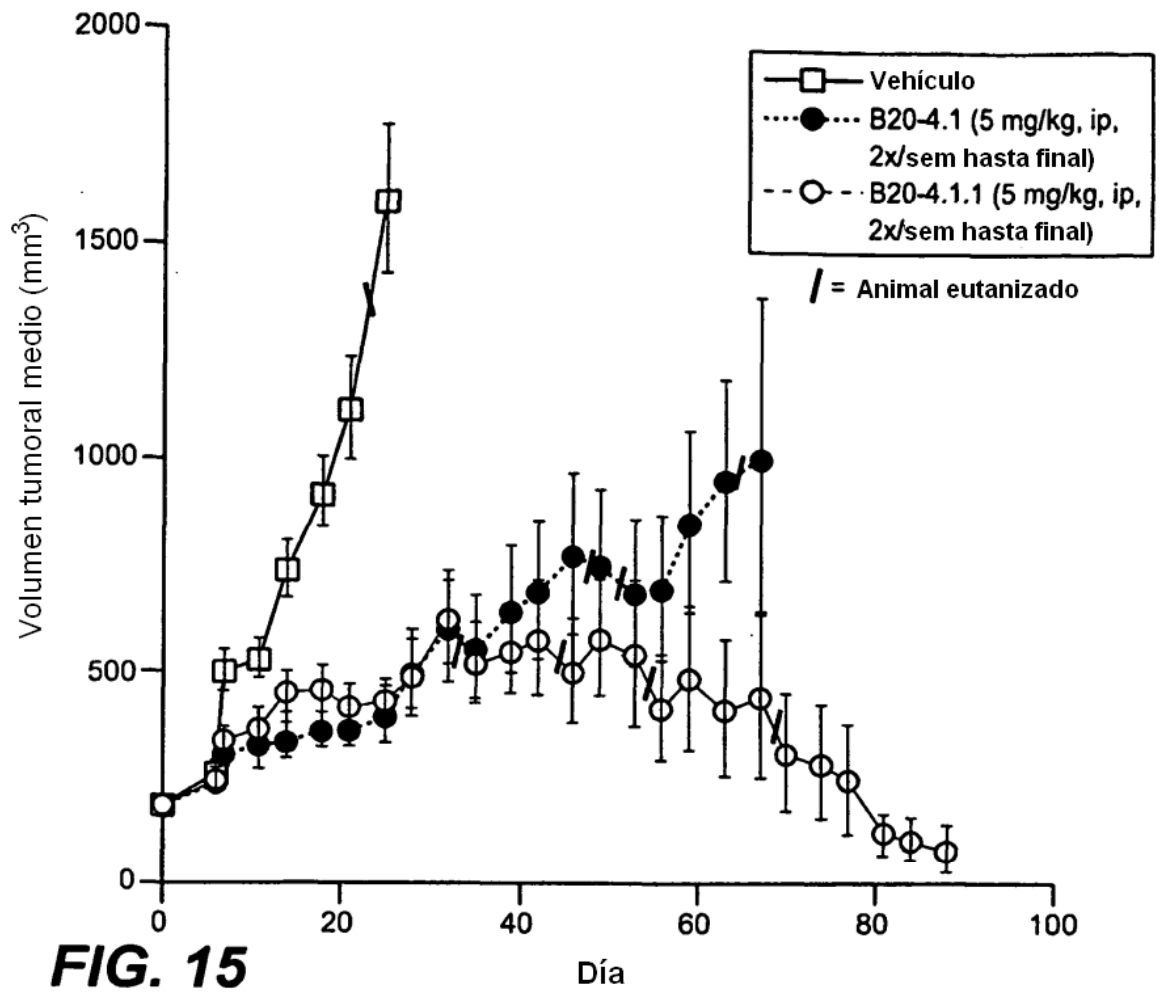 2000
1500
1000
500
0
Volumen tumoral medio (mm³)
Vehículo
B20-4.1 (5 mg/kg, ip,
2x/sem hasta final)
B20-4.1.1 (5 mg/kg, ip,
2x/sem hasta final)
/ = Animal eutanizado
0 20 40 60 80 100
FIG. 15
Día